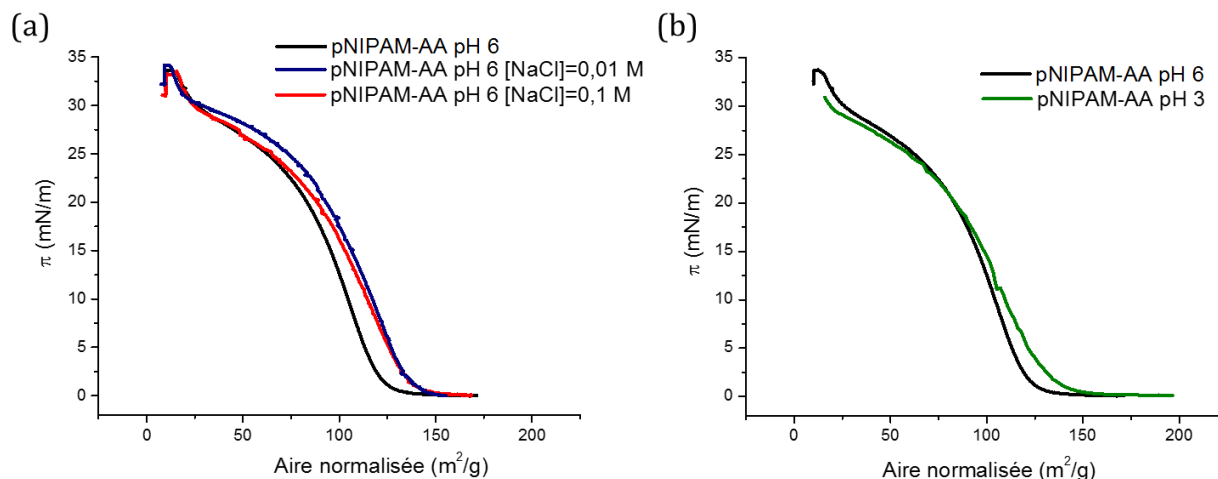 (a)
pNIPAM-AA pH 6
pNIPAM-AA pH 6 [NaCl]=0,01 M
pNIPAM-AA pH 6 [NaCl]=0,1 M
35
30
25
20
15
10
5
0
π (mN/m)
0 50 100 150 200
Aire normalisée (m²/g)
(b)
pNIPAM-AA pH 6
pNIPAM-AA pH 3
35
30
25
20
15
10
5
0
π (mN/m)
0 50 100 150 200
Aire normalisée (m²/g)